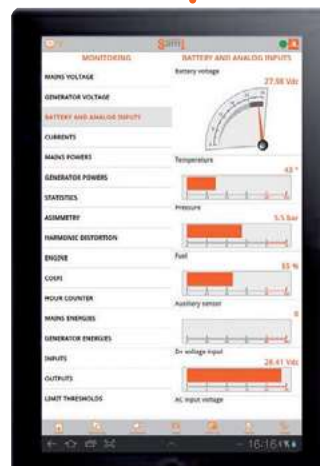 Sam1
MONITORING
MAINS VOLTAGE
GENERATOR VOLTAGE
BATTERY AND ANALOG INPUTS
CURRENTS
MAINS POWERS
GENERATOR POWERS
STATISTICS
ASIMMETRY
HARMONIC DISTORTION
ENGINE
COSFI
HOUR COUNTER
MAINS ENERGIES
GENERATOR ENERGIES
INPUTS
OUTPUTS
LIMIT THRESHOLDS
BATTERY AND ANALOG INPUTS
Battery voltage
27.98 Vdc
Temperature
43 °
Pressure
5.5 bar
Fuel
55 %
Auxiliary sensor
0
D+ voltage input
28.41 Vdc
AC input voltage
16:16